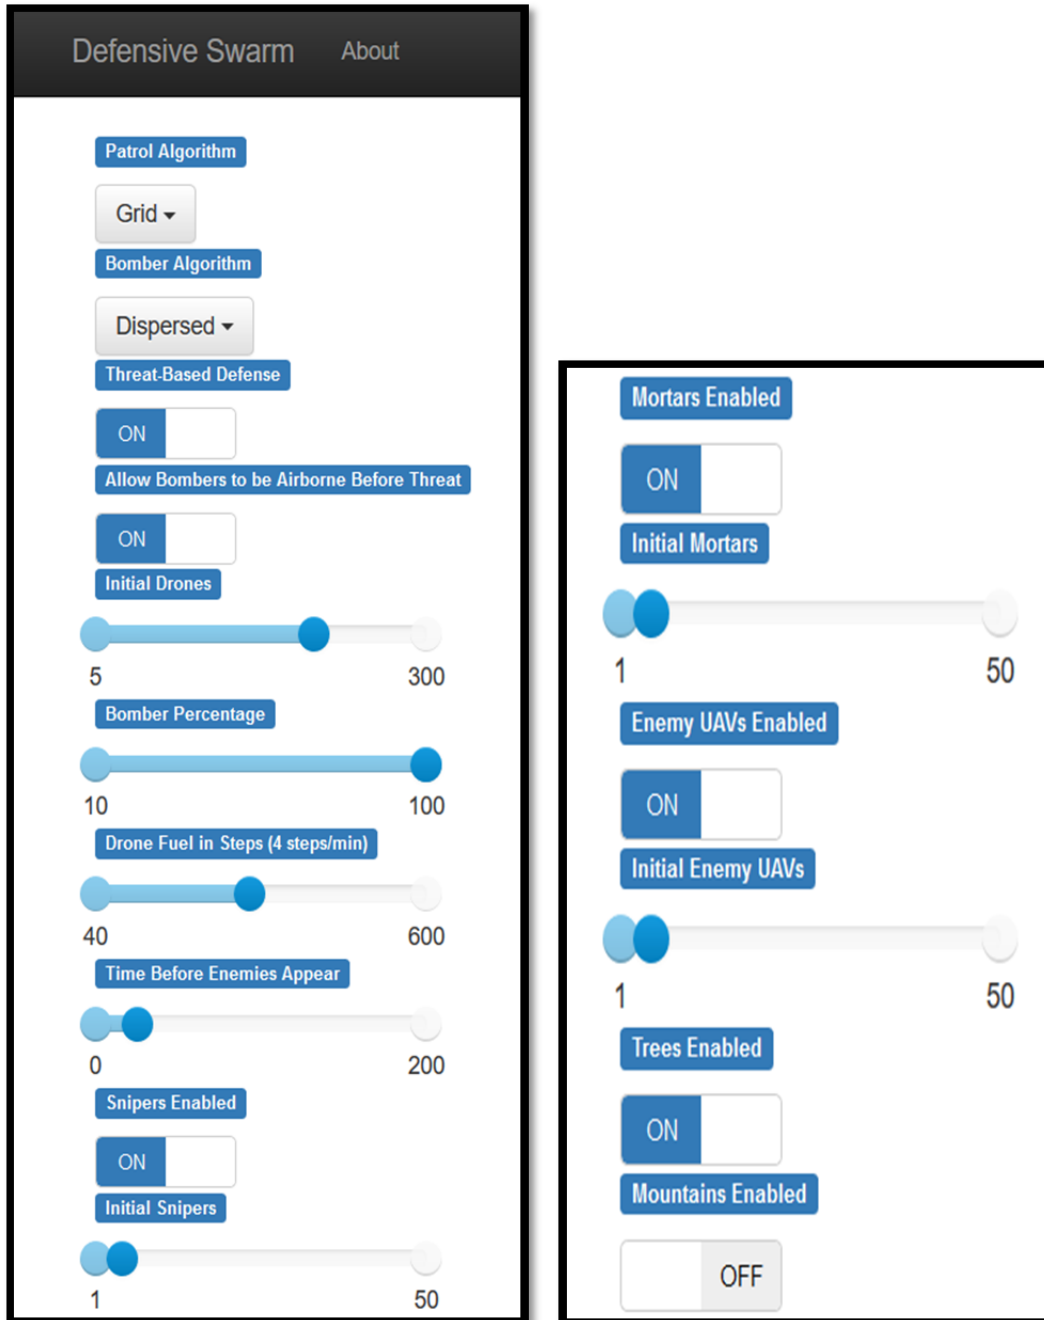 Defensive Swarm About
Patrol Algorithm
Grid
Bomber Algorithm
Dispersed
Threat-Based Defense
ON
Allow Bombers to be Airborne Before Threat
ON
Initial Drones
5 300
Bomber Percentage
10 100
Drone Fuel in Steps (4 steps/min)
40 600
Time Before Enemies Appear
0 200
Snipers Enabled
ON
Initial Snipers
1 50
Mortars Enabled
ON
Initial Mortars
1 50
Enemy UAVs Enabled
ON
Initial Enemy UAVs
1 50
Trees Enabled
ON
Mountains Enabled
OFF